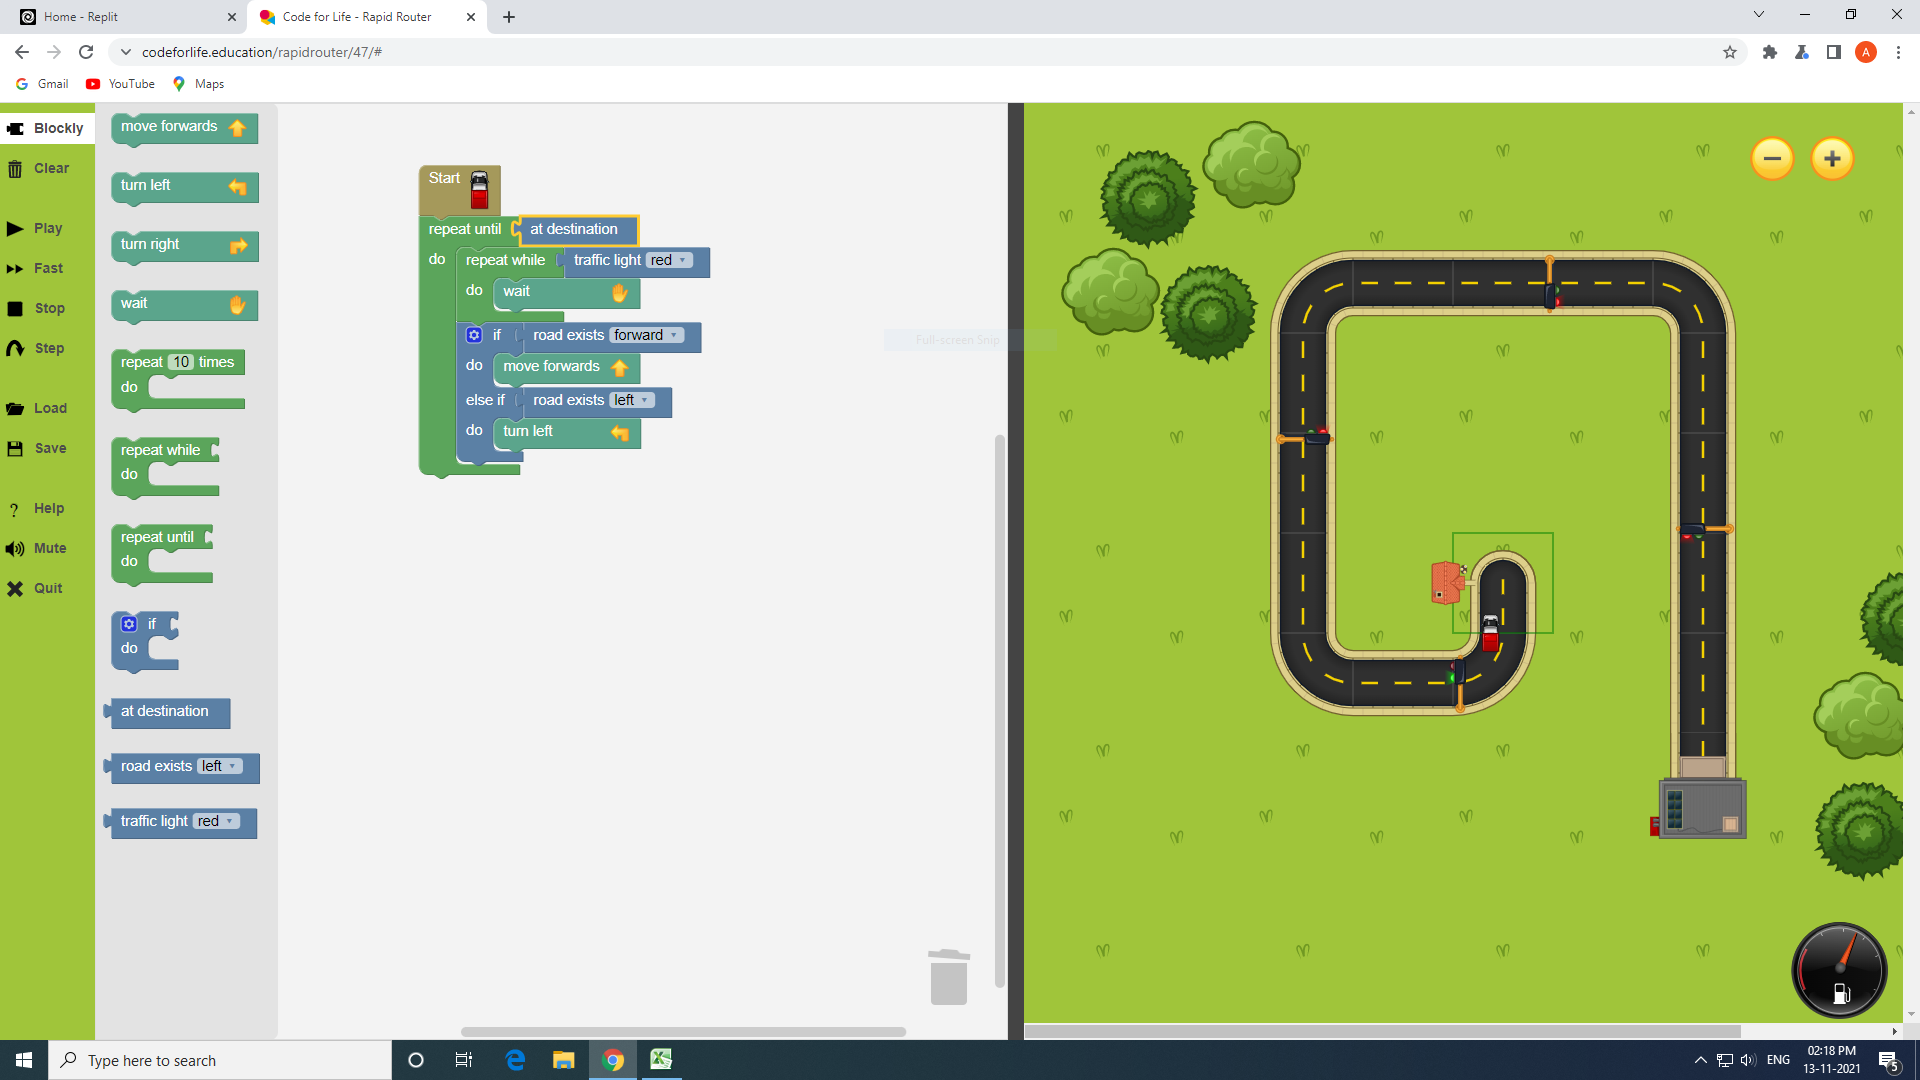 Home - Replit
Code for Life - Rapid Router
codeforlife.education/rapidrouter/47/#
A
Gmail
YouTube
Maps
Blockly
Clear
Play
Fast
Stop
Step
Load
Save
Help
Mute
Quit
move forwards
turn left
turn right
wait
repeat 10 times
do
repeat while
do
repeat until
do
if
do
at destination
road exists left
traffic light red
Start
repeat until at destination
do repeat while traffic light red
do wait
if road exists forward
do move forwards
else if road exists left
do turn left
Full-screen Snip
Type here to search
ENG
02:18 PM
13-11-2021
5